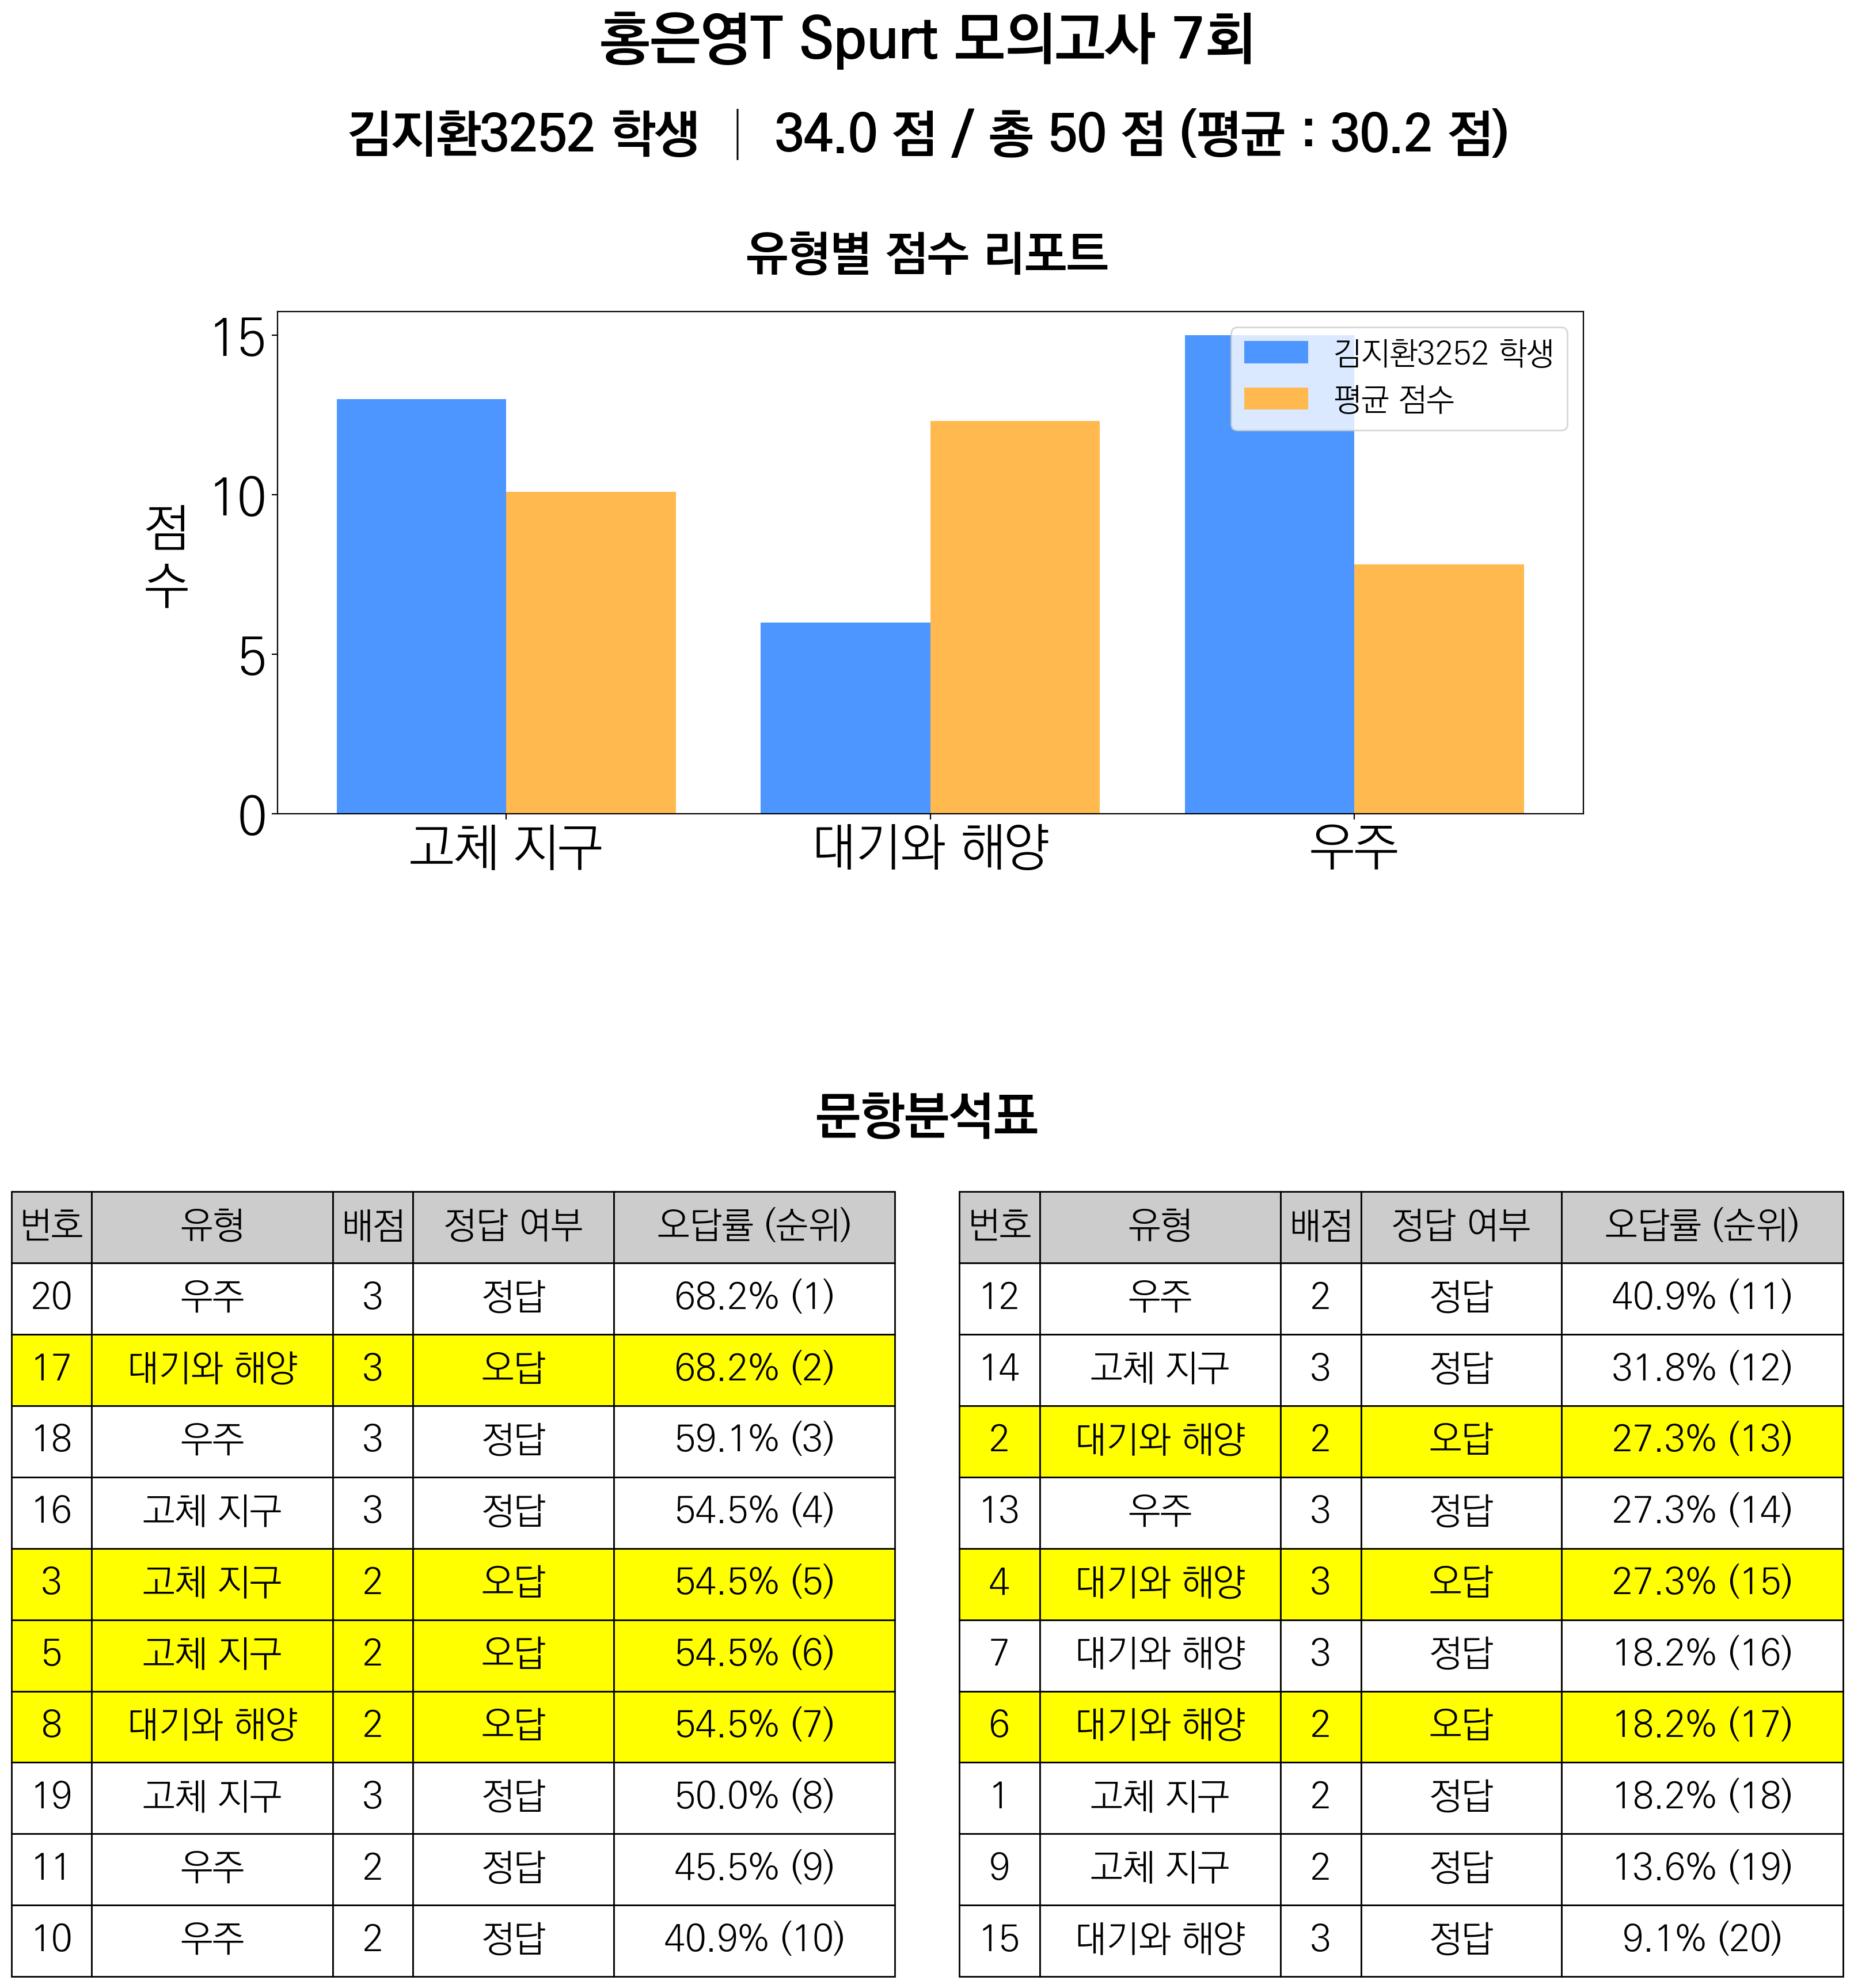 홍은영T Spurt 모의고사 7회
김지환3252 학생 | 34.0 점 / 총 50 점 (평균 : 30.2 점)
유형별 점수 리포트
15
10
5
0
점
수
김지환3252 학생
평균 점수
고체 지구 대기와 해양 우주
문항분석표
번호 유형 배점 정답 여부 오답률 (순위)
20 우주 3 정답 68.2% (1)
17 대기와 해양 3 오답 68.2% (2)
18 우주 3 정답 59.1% (3)
16 고체 지구 3 정답 54.5% (4)
3 고체 지구 2 오답 54.5% (5)
5 고체 지구 2 오답 54.5% (6)
8 대기와 해양 2 오답 54.5% (7)
19 고체 지구 3 정답 50.0% (8)
11 우주 2 정답 45.5% (9)
10 우주 2 정답 40.9% (10)
번호 유형 배점 정답 여부 오답률 (순위)
12 우주 2 정답 40.9% (11)
14 고체 지구 3 정답 31.8% (12)
2 대기와 해양 2 오답 27.3% (13)
13 우주 3 정답 27.3% (14)
4 대기와 해양 3 오답 27.3% (15)
7 대기와 해양 3 정답 18.2% (16)
6 대기와 해양 2 오답 18.2% (17)
1 고체 지구 2 정답 18.2% (18)
9 고체 지구 2 정답 13.6% (19)
15 대기와 해양 3 정답 9.1% (20)